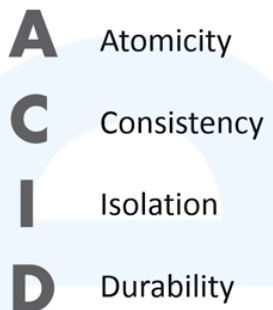 A Atomicity
C Consistency
I Isolation
D Durability